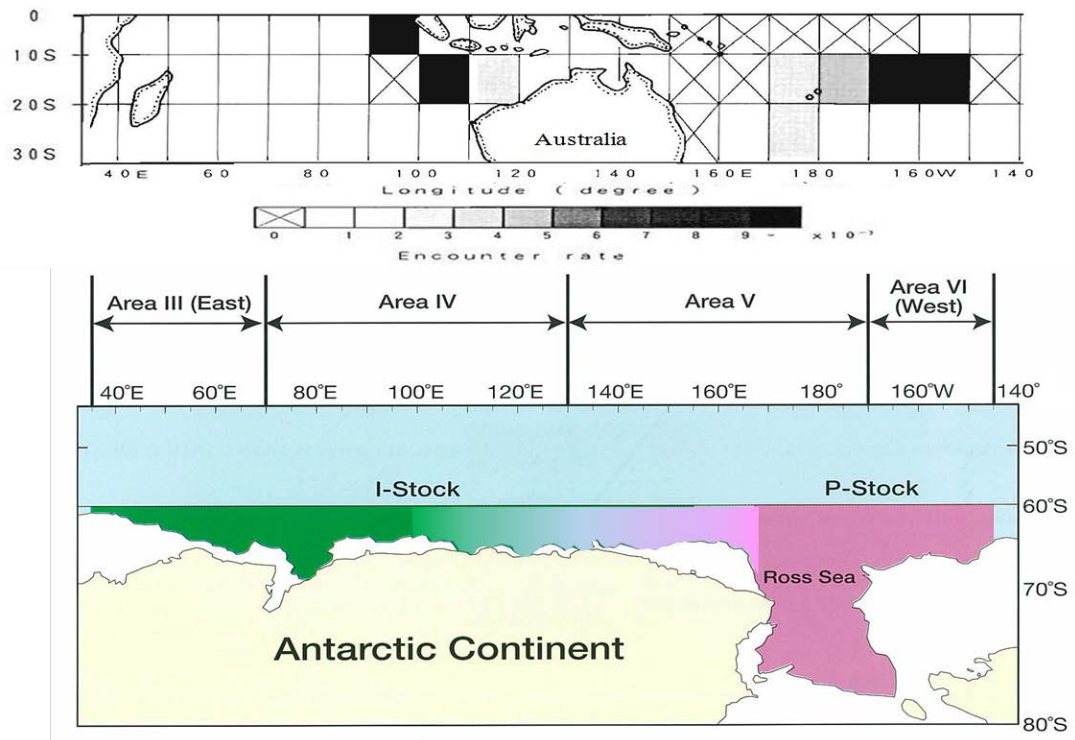 0
10S
20S
30S
Australia
40E 60 80 100 120 140 160E 180 160W 140
Longitude (degree)
0 1 2 3 4 5 6 7 8 9 - x10⁻³
Encounter rate
Area III (East) Area IV Area V Area VI (West)
40°E 60°E 80°E 100°E 120°E 140°E 160°E 180° 160°W 140°
50°S
I-Stock P-Stock
60°S
Ross Sea
70°S
Antarctic Continent
80°S